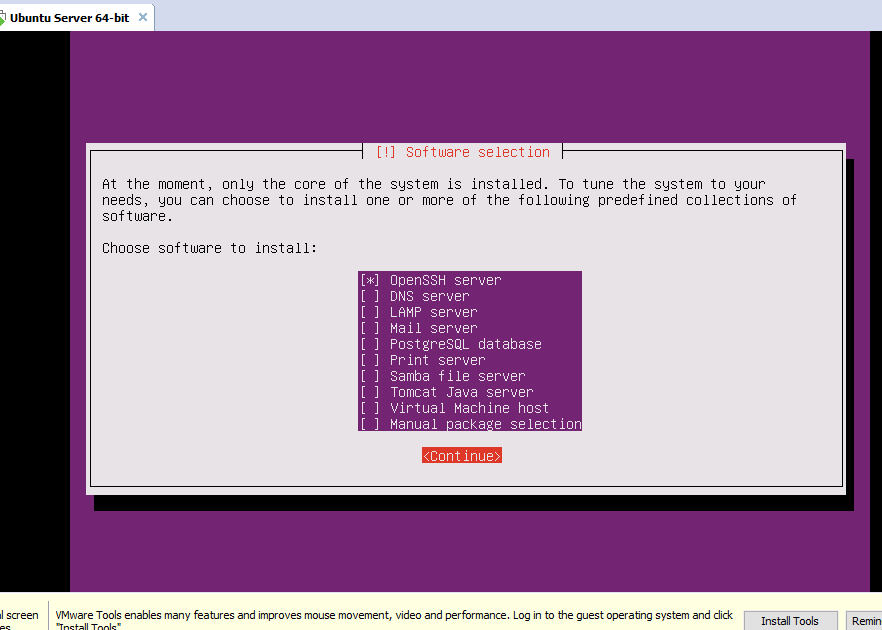 Ubuntu Server 64-bit
[!] Software selection
At the moment, only the core of the system is installed. To tune the system to your
needs, you can choose to install one or more of the following predefined collections of
software.
Choose software to install:
[*] OpenSSH server
[ ] DNS server
[ ] LAMP server
[ ] Mail server
[ ] PostgreSQL database
[ ] Print server
[ ] Samba file server
[ ] Tomcat Java server
[ ] Virtual Machine host
[ ] Manual package selection
<Continue>
screen
VMware Tools enables many features and improves mouse movement, video and performance. Log in to the guest operating system and click
"Install Tools"
Install Tools
Remin